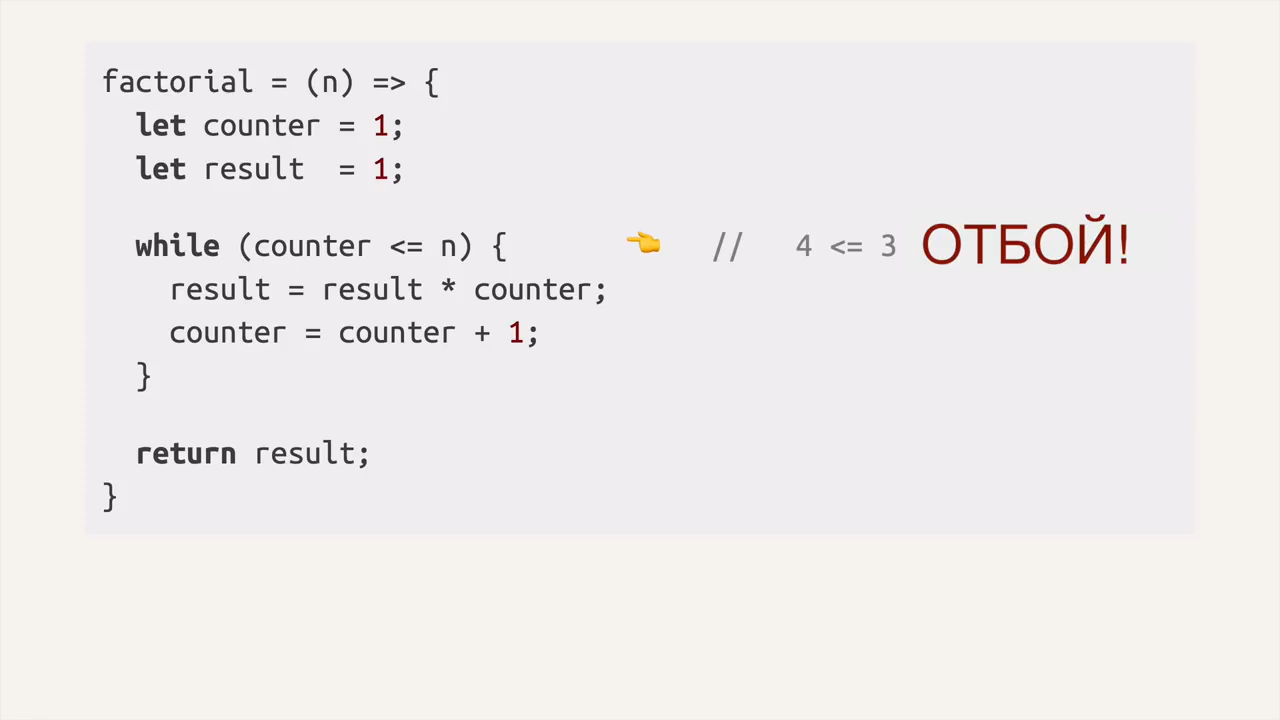 factorial = (n) => {
  let counter = 1;
  let result  = 1;
  while (counter <= n) { 👈 // 4 <= 3 ОТБОЙ!
    result = result * counter;
    counter = counter + 1;
  }
  return result;
}